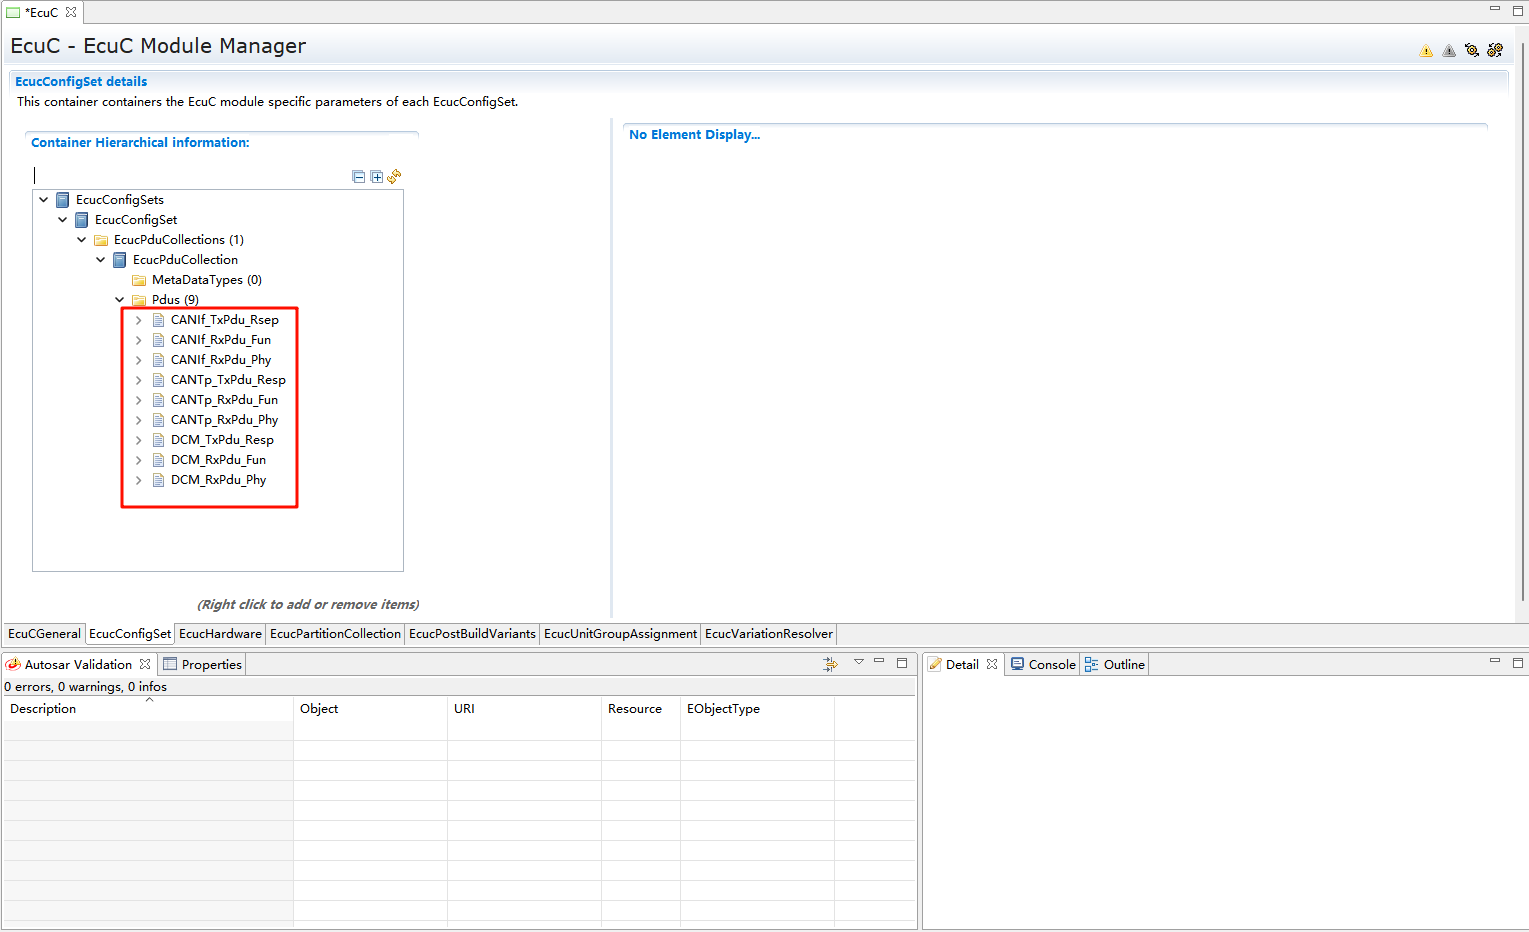 *EcuC
EcuC - EcuC Module Manager
EcucConfigSet details
This container containers the EcuC module specific parameters of each EcucConfigSet.
Container Hierarchical information:
EcucConfigSets
EcucConfigSet
EcucPduCollections (1)
EcucPduCollection
MetaDataTypes (0)
Pdus (9)
CANIf_TxPdu_Rsep
CANIf_RxPdu_Fun
CANIf_RxPdu_Phy
CANTp_TxPdu_Resp
CANTp_RxPdu_Fun
CANTp_RxPdu_Phy
DCM_TxPdu_Resp
DCM_RxPdu_Fun
DCM_RxPdu_Phy
(Right click to add or remove items)
No Element Display...
EcuCGeneral EcucConfigSet EcucHardware EcucPartitionCollection EcucPostBuildVariants EcucUnitGroupAssignment EcucVariationResolver
Autosar Validation Properties
0 errors, 0 warnings, 0 infos
Description Object URI Resource EObjectType
Detail Console Outline